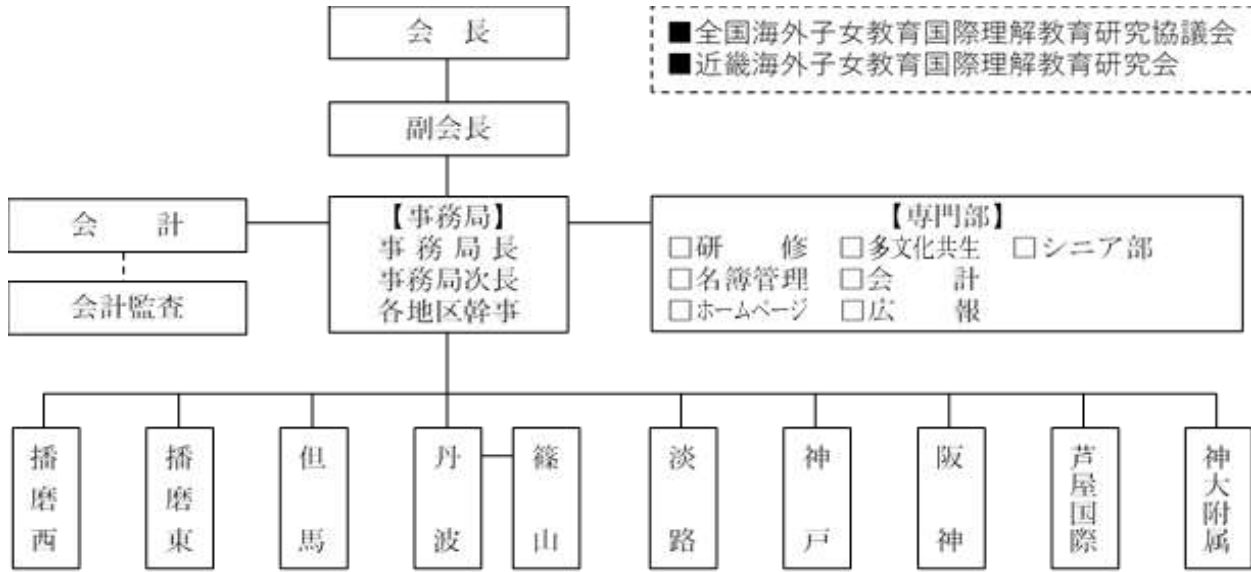 会　長
■全国海外子女教育国際理解教育研究協議会
■近畿海外子女教育国際理解教育研究会
副会長
会　計
会計監査
【事務局】
事務局長
事務局次長
各地区幹事
【専門部】
□研　修　□多文化共生　□シニア部
□名簿管理　□会　計
□ホームページ　□広　報
播磨西
播磨東
但馬
丹波
篠山
淡路
神戸
阪神
芦屋国際
神大附属